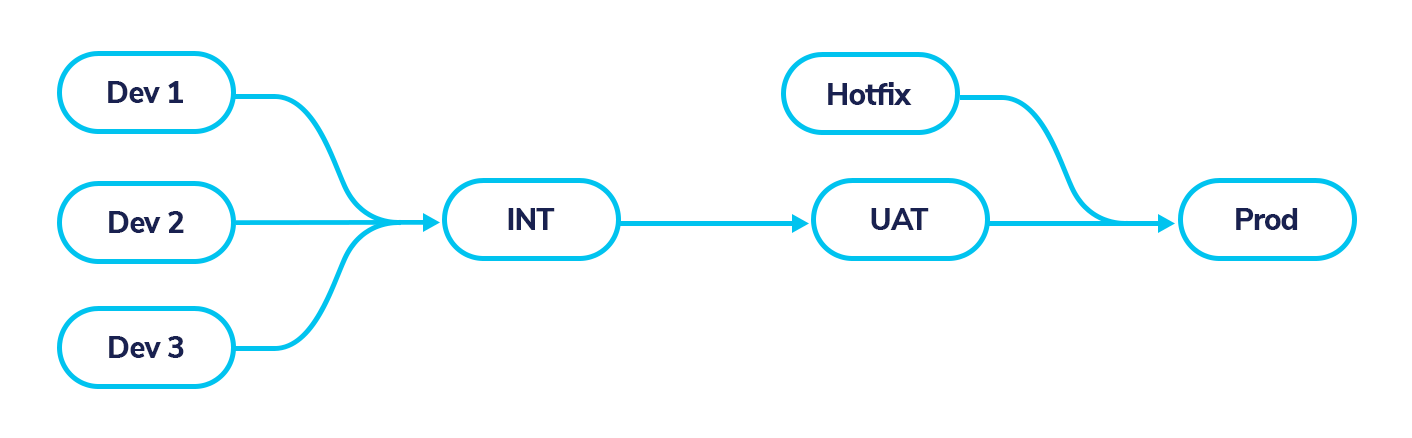 Dev 1
Hotfix
Dev 2
INT
UAT
Prod
Dev 3